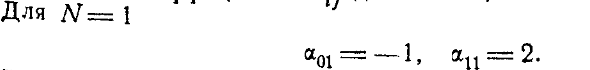 Для N = 1
α₀₁ = —1, α₁₁ = 2.